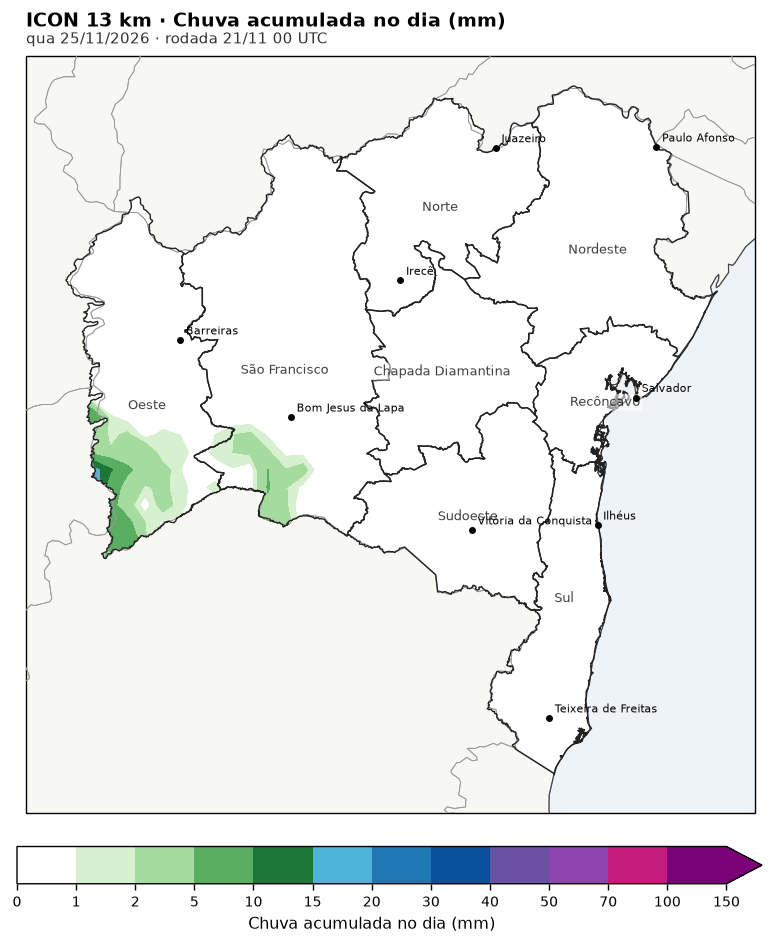 ICON 13 km · Chuva acumulada no dia (mm)
qua 25/11/2026 · rodada 21/11 00 UTC
Juazeiro
Paulo Afonso
Norte
Nordeste
Irecê
Barreiras
São Francisco
Chapada Diamantina
Salvador
Oeste
Bom Jesus da Lapa
Recôncavo
Sudoeste
Vitória da Conquista
Ilhéus
Sul
Teixeira de Freitas
0 1 2 5 10 15 20 30 40 50 70 100 150
Chuva acumulada no dia (mm)